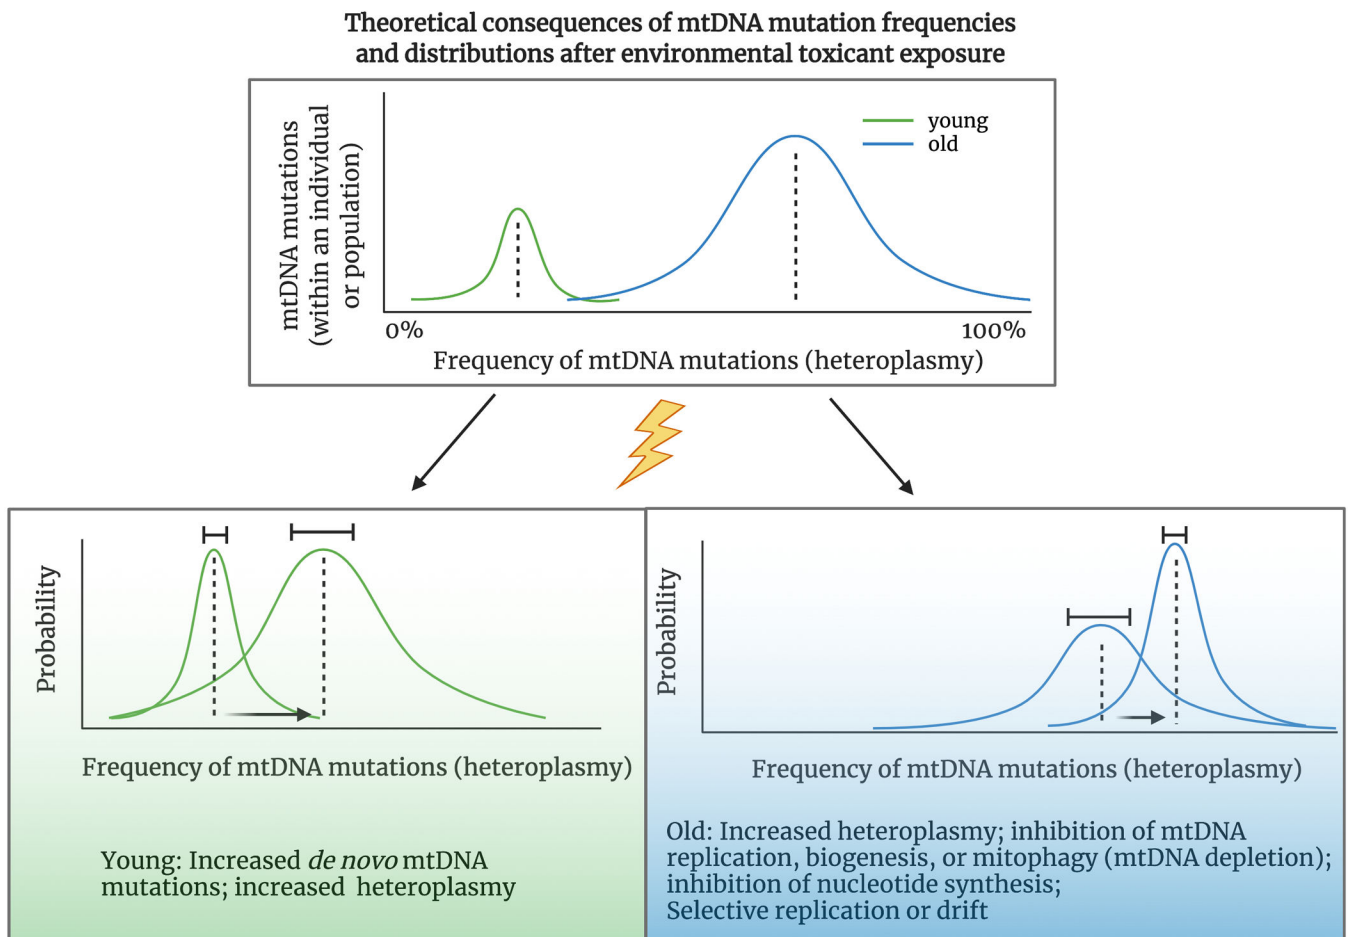 Theoretical consequences of mtDNA mutation frequencies
and distributions after environmental toxicant exposure
mtDNA mutations
(within an individual
or population)
young
old
0%
100%
Frequency of mtDNA mutations (heteroplasmy)
Probability
Frequency of mtDNA mutations (heteroplasmy)
Young: Increased de novo mtDNA
mutations; increased heteroplasmy
Probability
Frequency of mtDNA mutations (heteroplasmy)
Old: Increased heteroplasmy; inhibition of mtDNA
replication, biogenesis, or mitophagy (mtDNA depletion);
inhibition of nucleotide synthesis;
Selective replication or drift